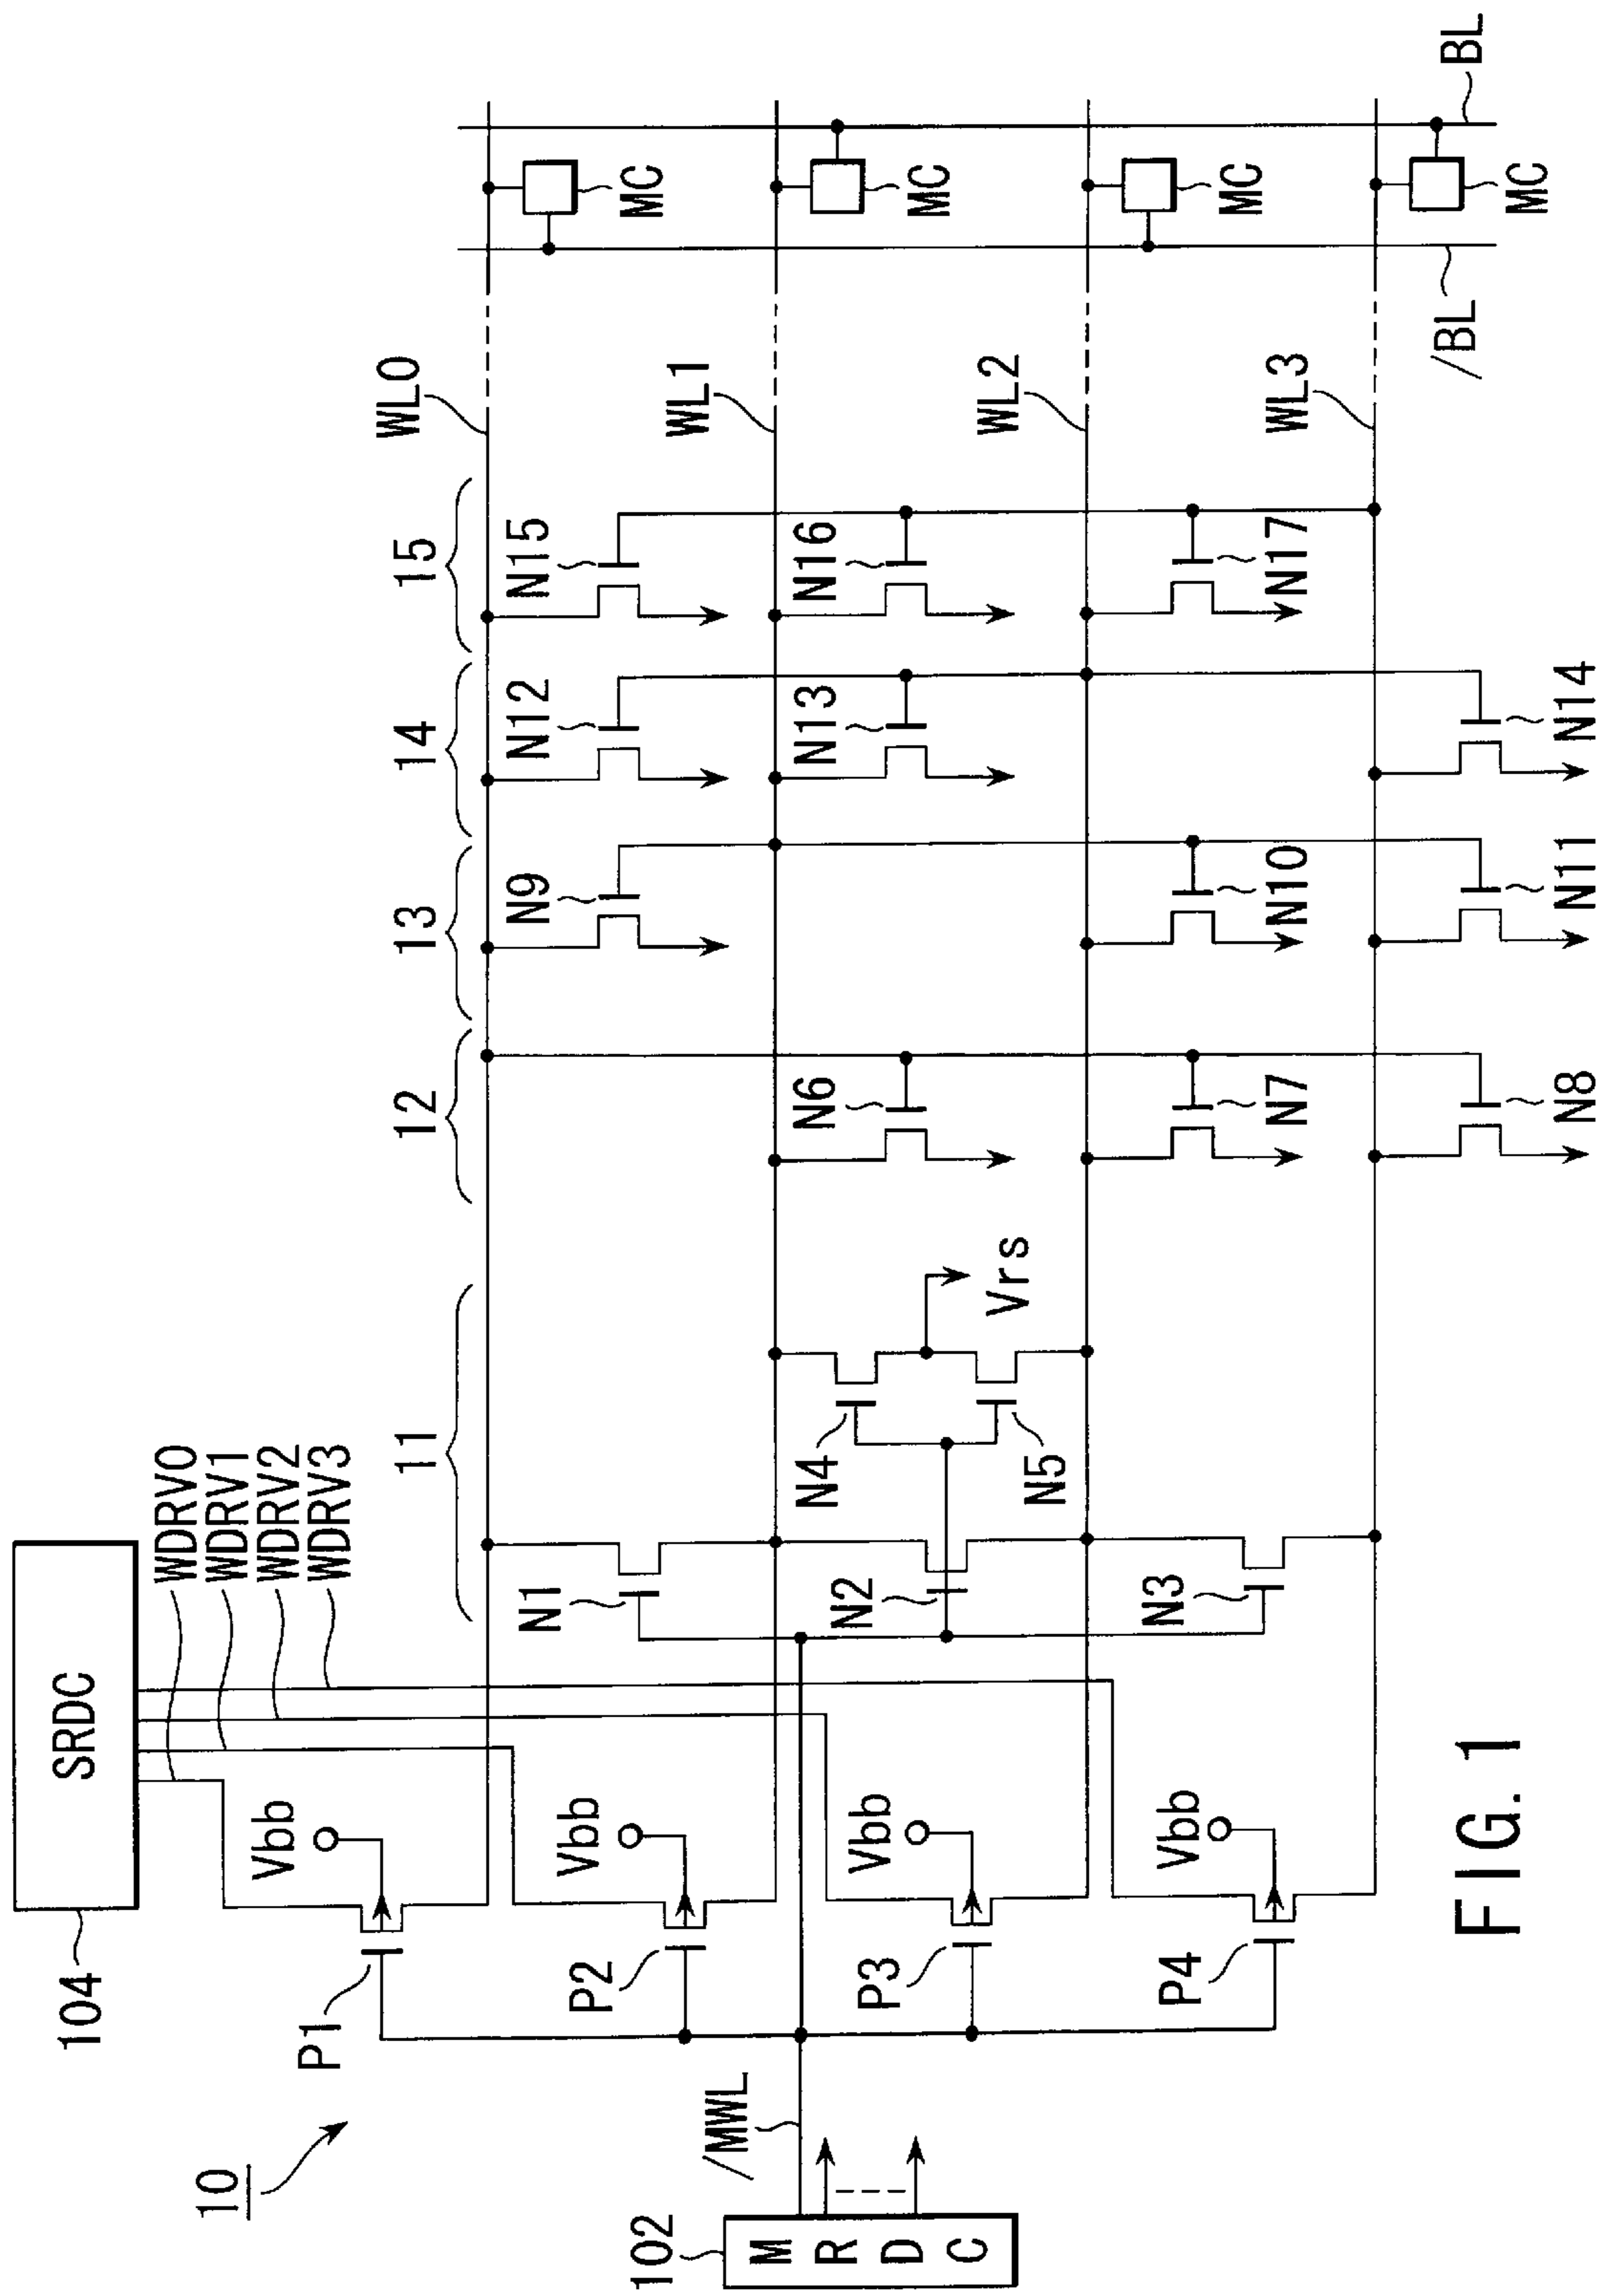 10
104
SRDC
WDRV0
WDRV1
WDRV2
WDRV3
Vbb
Vbb
Vbb
Vbb
P1
P2
P3
P4
/MWL
102
MRDC
11
12
13
14
15
N1
N2
N3
N4
N5
Vrs
N6
N7
N8
N9
N10
N11
N12
N13
N14
N15
N16
N17
WL0
WL1
WL2
WL3
MC
MC
MC
MC
/BL
BL
FIG. 1